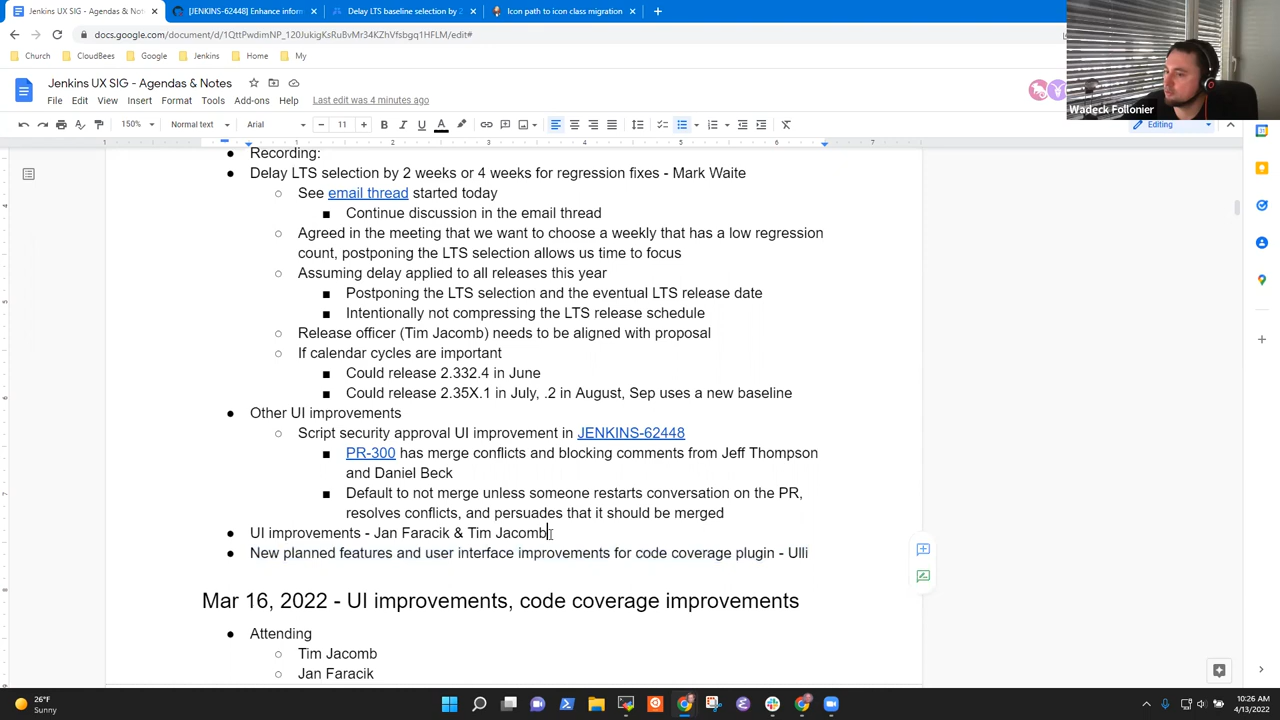 Jenkins UX SIG - Agendas & Notes
[JENKINS-62448] Enhance infor
Delay LTS baseline selection by 2
Icon path to icon class migration
docs.google.com/document/d/1QttPwdimNP_120JukigKsRuBvMrS4KZhVfsbgq1HFLM/edit#
Church
CloudBees
Google
Jenkins
Home
My
Jenkins UX SIG - Agendas & Notes
File Edit View Insert Format Tools Add-ons Help Last edit was 4 minutes ago
Wadeck Follonier
150% Normal text Arial 11 Editing
1 1 2 3 4 5 6 7
Recording:
Delay LTS selection by 2 weeks or 4 weeks for regression fixes - Mark Waite
See email thread started today
Continue discussion in the email thread
Agreed in the meeting that we want to choose a weekly that has a low regression
count, postponing the LTS selection allows us time to focus
Assuming delay applied to all releases this year
Postponing the LTS selection and the eventual LTS release date
Intentionally not compressing the LTS release schedule
Release officer (Tim Jacomb) needs to be aligned with proposal
If calendar cycles are important
Could release 2.332.4 in June
Could release 2.35X.1 in July, .2 in August, Sep uses a new baseline
Other UI improvements
Script security approval UI improvement in JENKINS-62448
PR-300 has merge conflicts and blocking comments from Jeff Thompson
and Daniel Beck
Default to not merge unless someone restarts conversation on the PR,
resolves conflicts, and persuades that it should be merged
UI improvements - Jan Faracik & Tim Jacomb
New planned features and user interface improvements for code coverage plugin - Ulli
Mar 16, 2022 - UI improvements, code coverage improvements
Attending
Tim Jacomb
Jan Faracik
26°F
Sunny
10:26 AM
4/13/2022